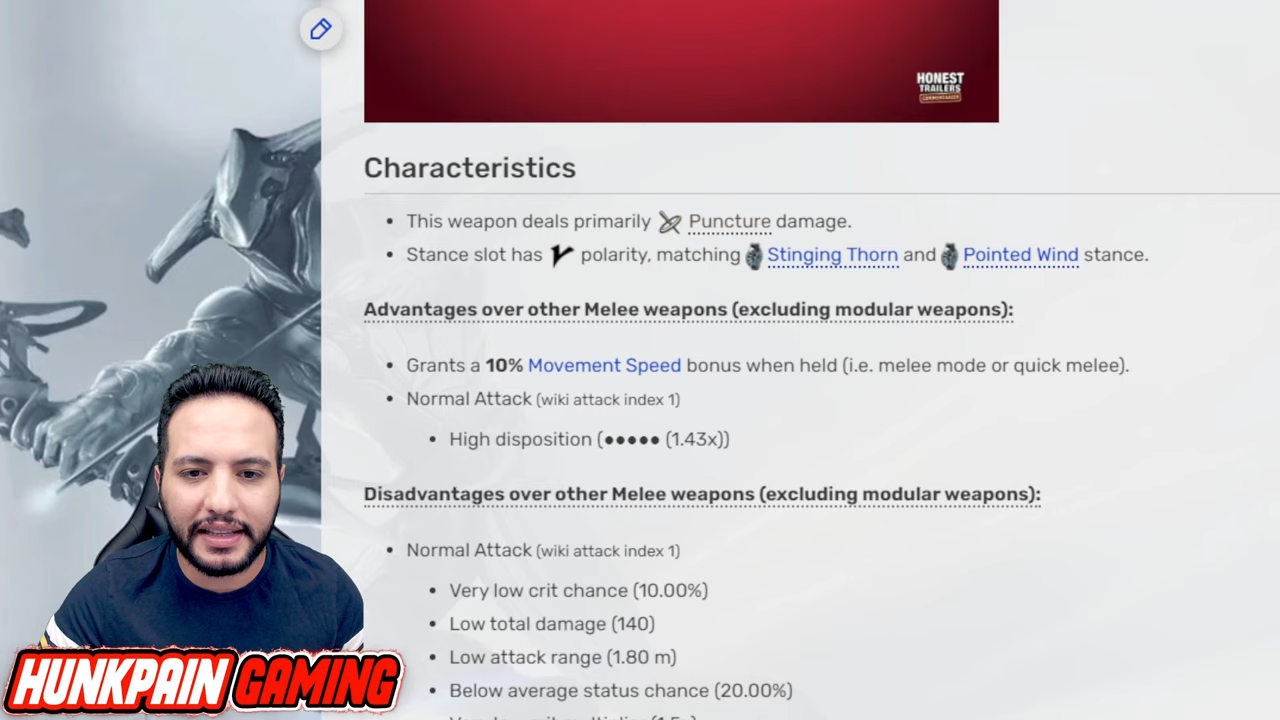 HONEST
TRAILERS
Characteristics
This weapon deals primarily Puncture damage.
Stance slot has polarity, matching Stinging Thorn and Pointed Wind stance.
Advantages over other Melee weapons (excluding modular weapons):
Grants a 10% Movement Speed bonus when held (i.e. melee mode or quick melee).
Normal Attack (wiki attack index 1)
High disposition (●●●●● (1.43x))
Disadvantages over other Melee weapons (excluding modular weapons):
Normal Attack (wiki attack index 1)
Very low crit chance (10.00%)
Low total damage (140)
Low attack range (1.80 m)
Below average status chance (20.00%)
HUNKPAIN GAMING